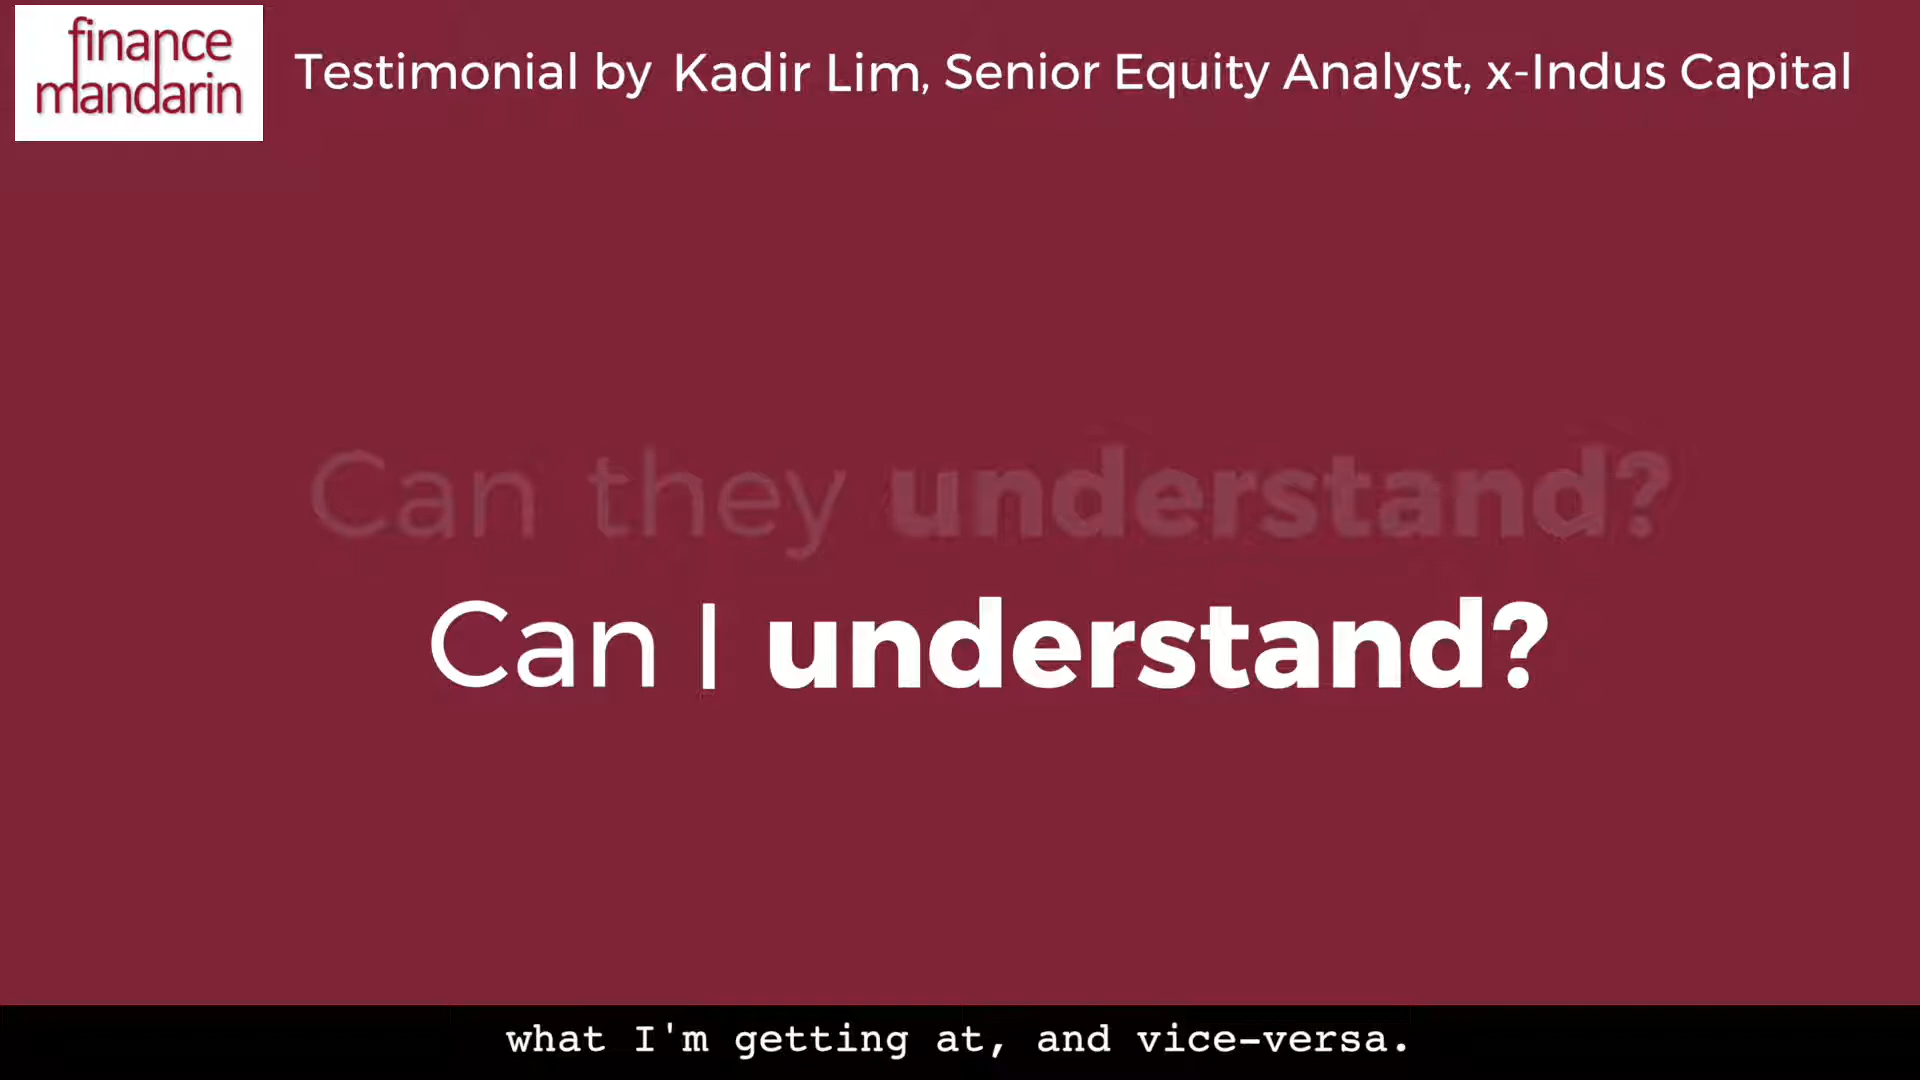 finance
mandarin
Testimonial by Kadir Lim, Senior Equity Analyst, x-Indus Capital
Can they understand?
Can I understand?
what I'm getting at, and vice-versa.